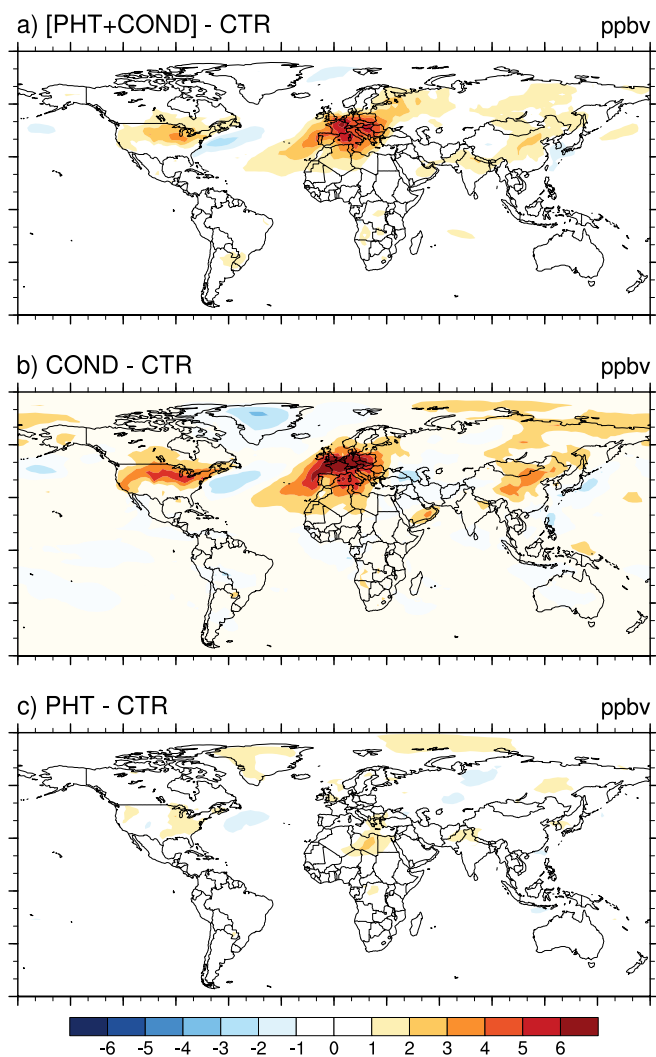 a) [PHT+COND] - CTR ppbv
b) COND - CTR ppbv
c) PHT - CTR ppbv
-6 -5 -4 -3 -2 -1 0 1 2 3 4 5 6